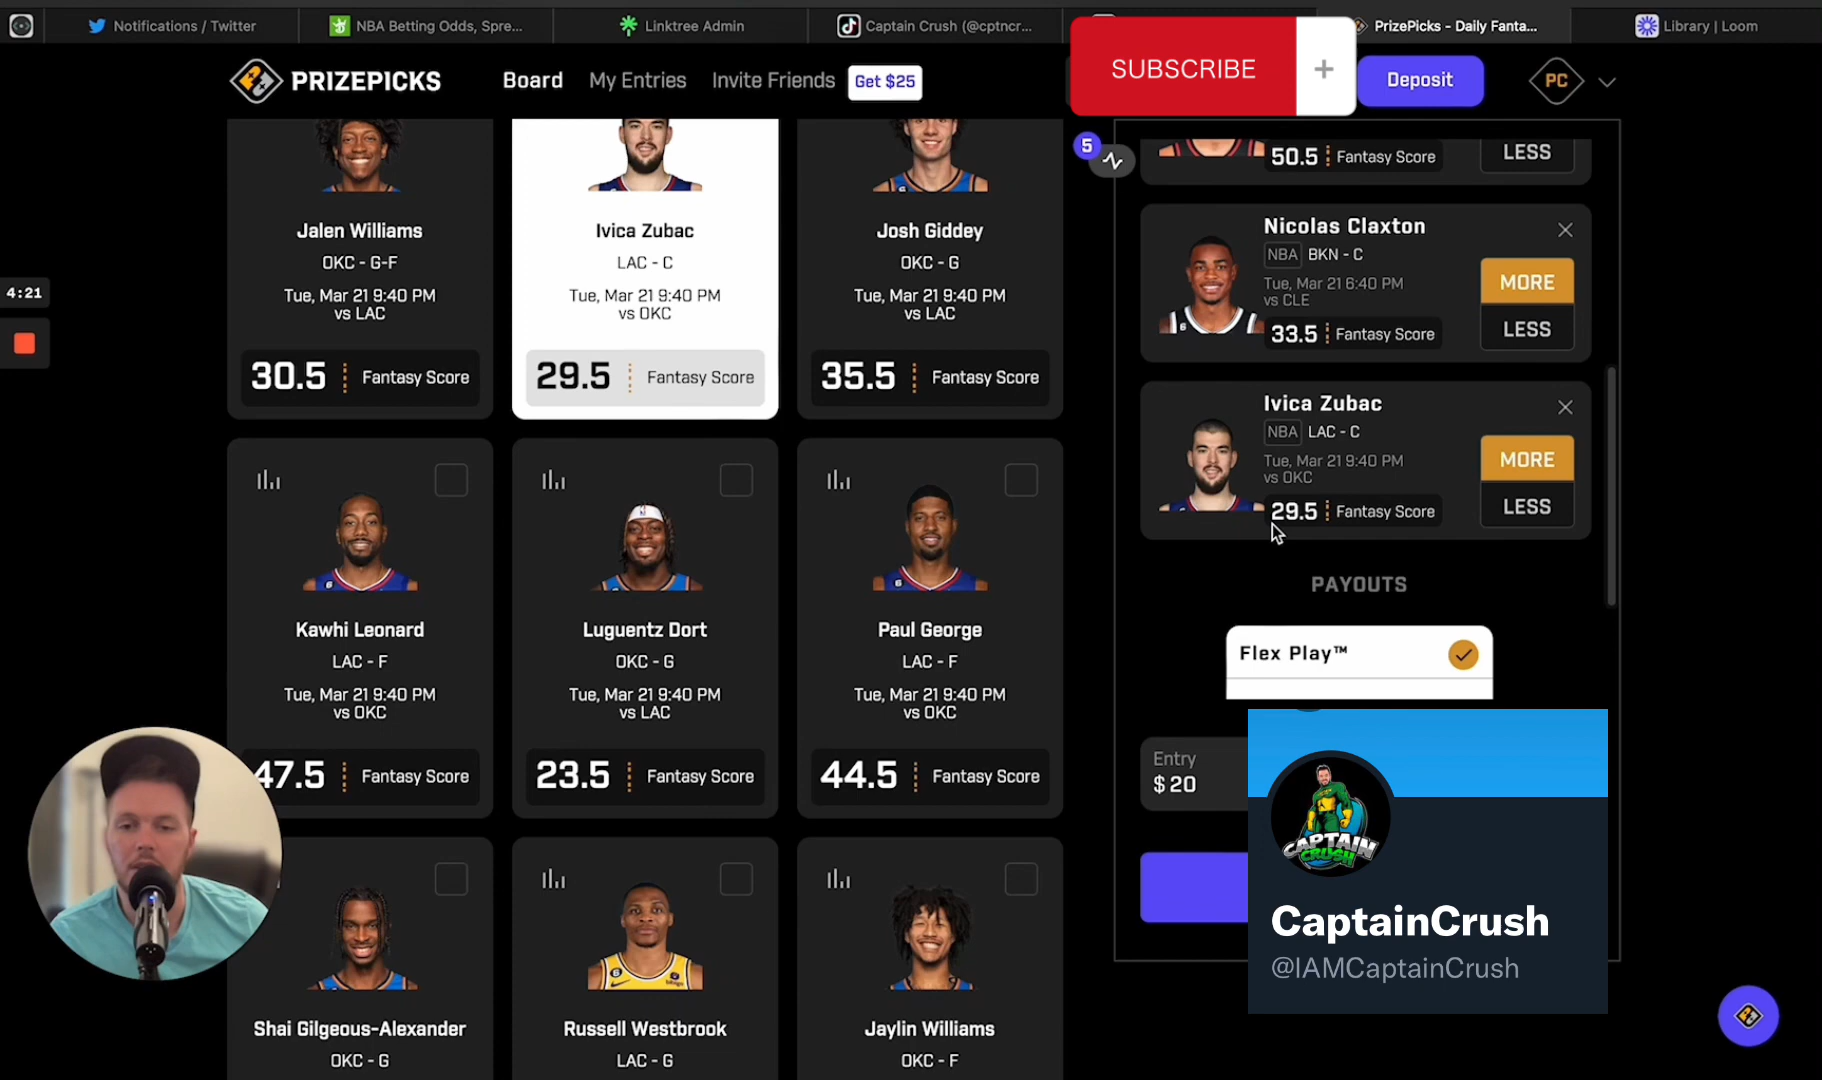 Notifications / Twitter
NBA Betting Odds, Spre...
Linktree Admin
Captain Crush (@cptncr...
PrizePicks - Daily Fanta...
Library | Loom
PRIZEPICKS
Board
My Entries
Invite Friends
Get $25
SUBSCRIBE +
Deposit
PC
4:21
Jalen Williams
OKC - G-F
Tue, Mar 21 9:40 PM
vs LAC
30.5 Fantasy Score
Ivica Zubac
LAC - C
Tue, Mar 21 9:40 PM
vs OKC
29.5 Fantasy Score
Josh Giddey
OKC - G
Tue, Mar 21 9:40 PM
vs LAC
35.5 Fantasy Score
Kawhi Leonard
LAC - F
Tue, Mar 21 9:40 PM
vs OKC
47.5 Fantasy Score
Luguentz Dort
OKC - G
Tue, Mar 21 9:40 PM
vs LAC
23.5 Fantasy Score
Paul George
LAC - F
Tue, Mar 21 9:40 PM
vs OKC
44.5 Fantasy Score
Shai Gilgeous-Alexander
OKC - G
Russell Westbrook
LAC - G
Jaylin Williams
OKC - F
5
50.5 Fantasy Score
LESS
Nicolas Claxton
NBA BKN - C
Tue, Mar 21 6:40 PM
vs CLE
33.5 Fantasy Score
MORE
LESS
Ivica Zubac
NBA LAC - C
Tue, Mar 21 9:40 PM
vs OKC
29.5 Fantasy Score
MORE
LESS
PAYOUTS
Flex Play™
Entry
$ 20
CAPTAIN
CRUSH
CaptainCrush
@IAMCaptainCrush